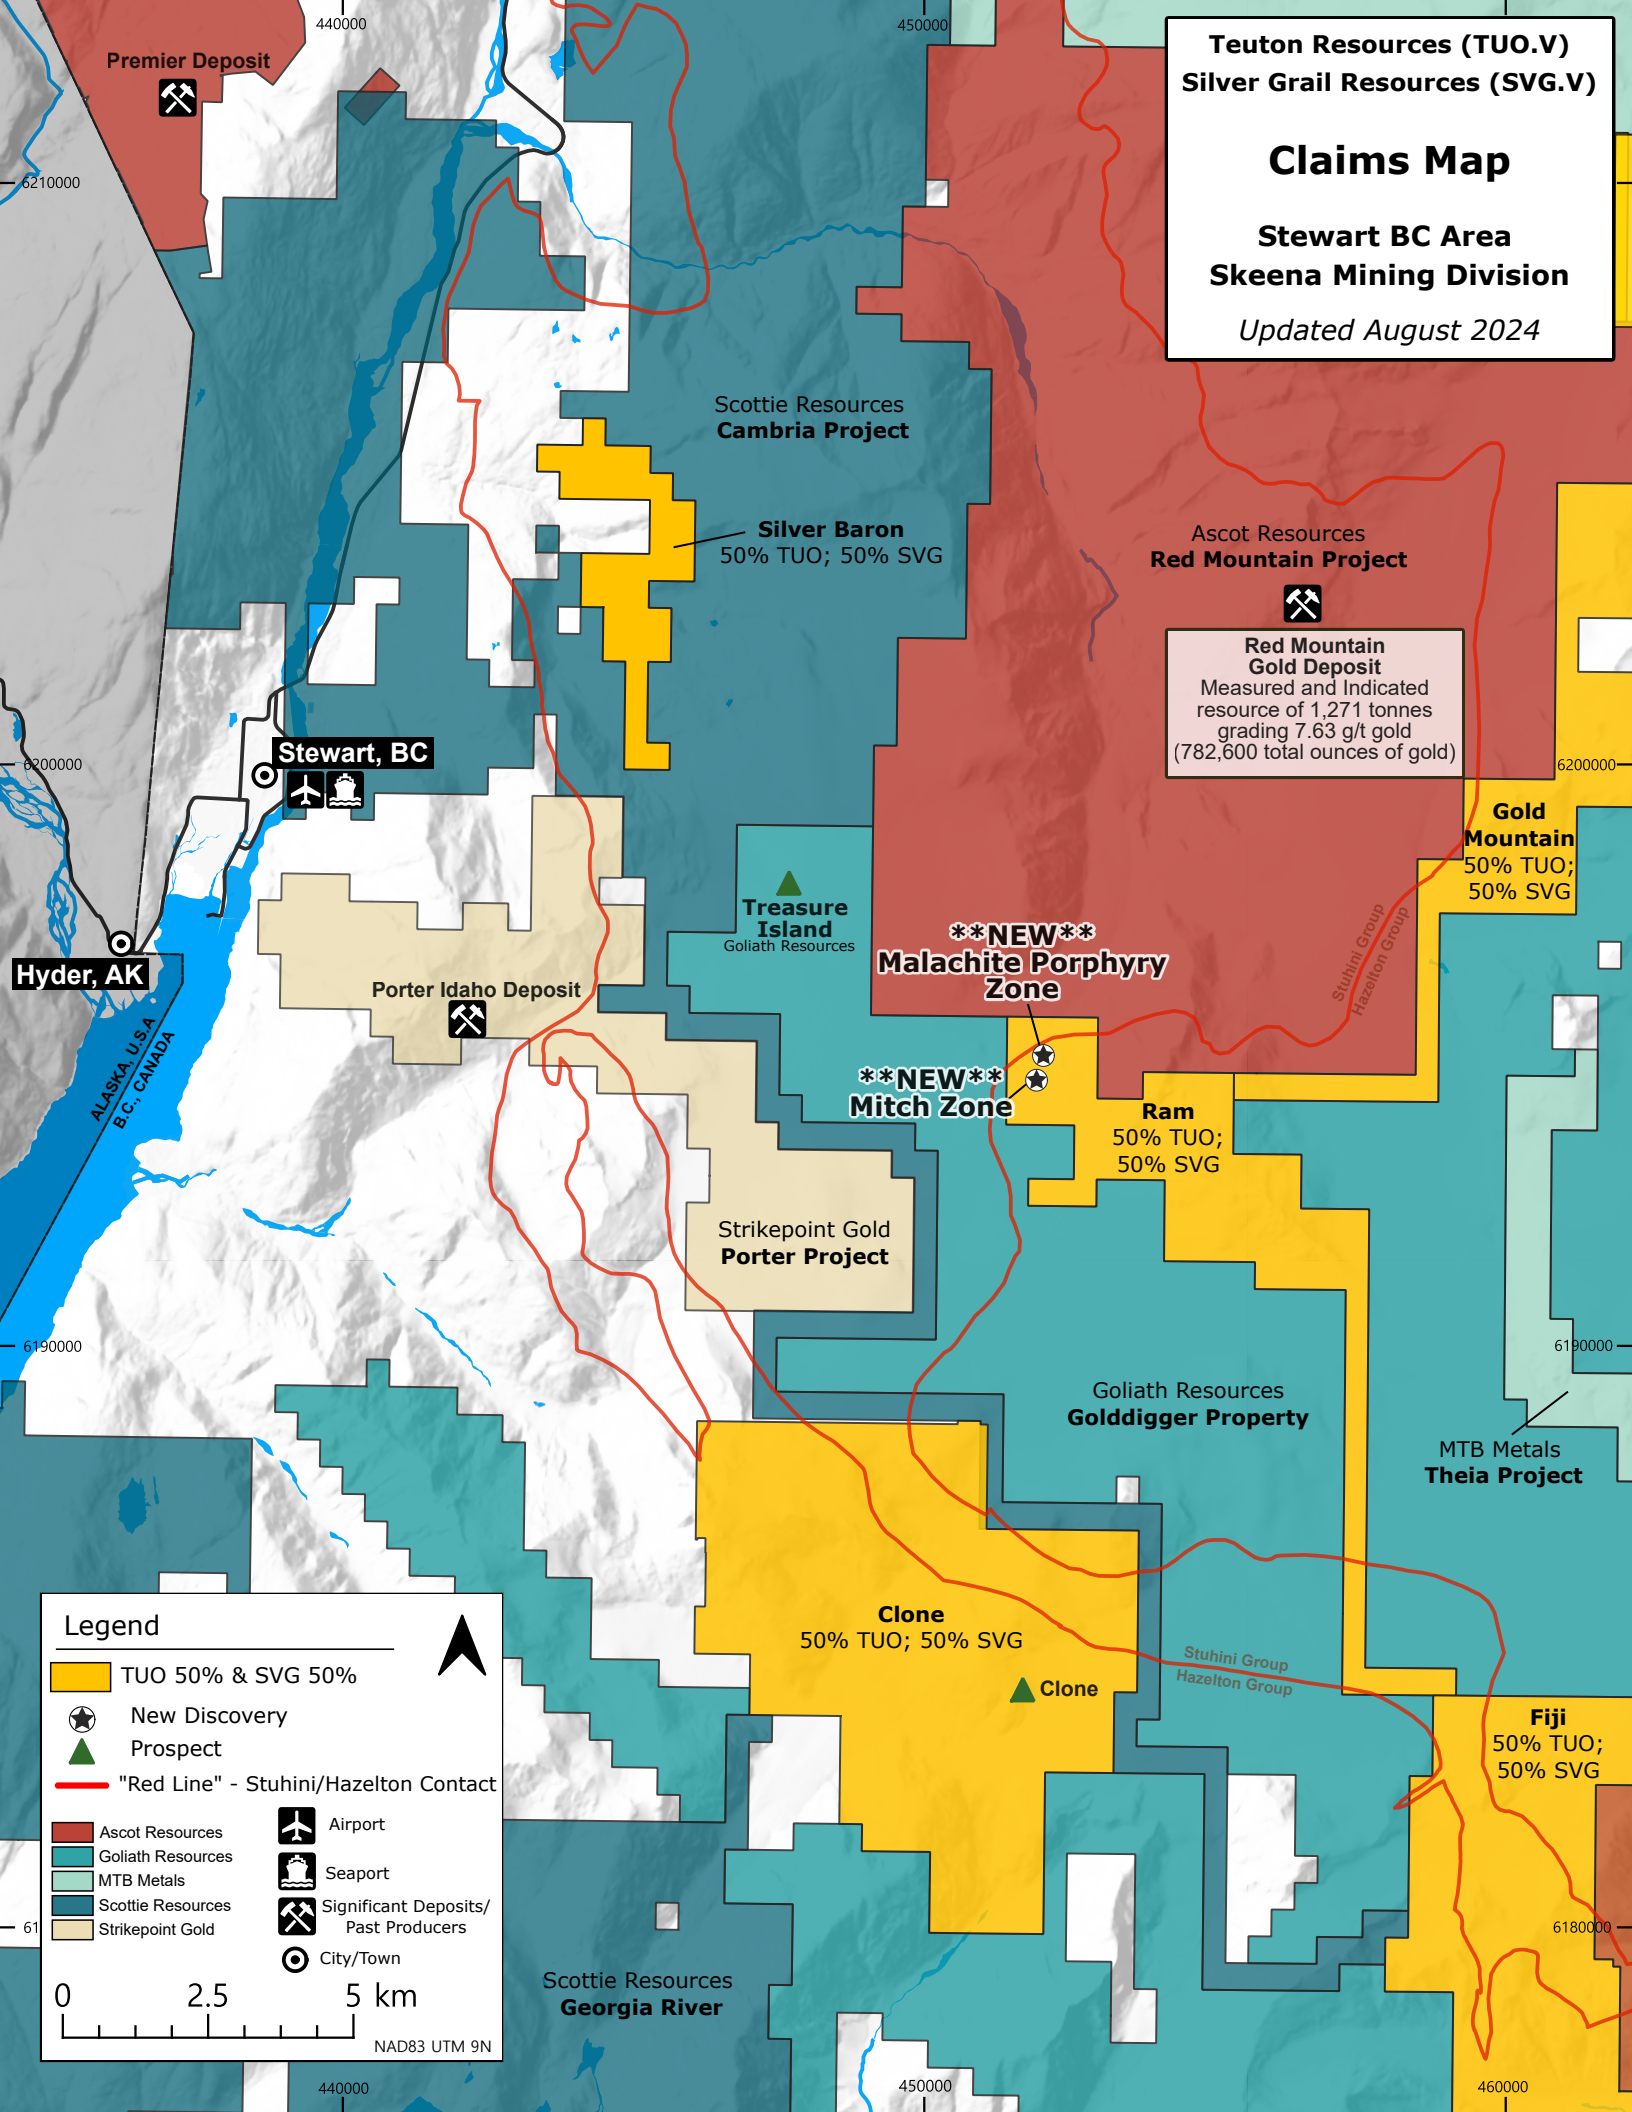 440000
450000
Premier Deposit
Teuton Resources (TUO.V)
Silver Grail Resources (SVG.V)
Claims Map
Stewart BC Area
Skeena Mining Division
Updated August 2024
6210000
Scottie Resources
Cambria Project
Silver Baron
50% TUO; 50% SVG
Ascot Resources
Red Mountain Project
Red Mountain
Gold Deposit
Measured and Indicated
resource of 1,271 tonnes
grading 7.63 g/t gold
(782,600 total ounces of gold)
Stewart, BC
6200000
6200000
Gold
Mountain
50% TUO;
50% SVG
Treasure
Island
Goliath Resources
**NEW**
Malachite Porphyry
Zone
Stuhini Group
Hazelton Group
Hyder, AK
Porter Idaho Deposit
ALASKA, U.S.A
B.C., CANADA
**NEW**
Mitch Zone
Ram
50% TUO;
50% SVG
Strikepoint Gold
Porter Project
6190000
6190000
Goliath Resources
Golddigger Property
MTB Metals
Theia Project
Clone
50% TUO; 50% SVG
Clone
Stuhini Group
Hazelton Group
Fiji
50% TUO;
50% SVG
Legend
TUO 50% & SVG 50%
New Discovery
Prospect
"Red Line" - Stuhini/Hazelton Contact
Ascot Resources
Goliath Resources
MTB Metals
Scottie Resources
Strikepoint Gold
Airport
Seaport
Significant Deposits/
Past Producers
City/Town
0 2.5 5 km
NAD83 UTM 9N
61
6180000
Scottie Resources
Georgia River
440000
450000
460000